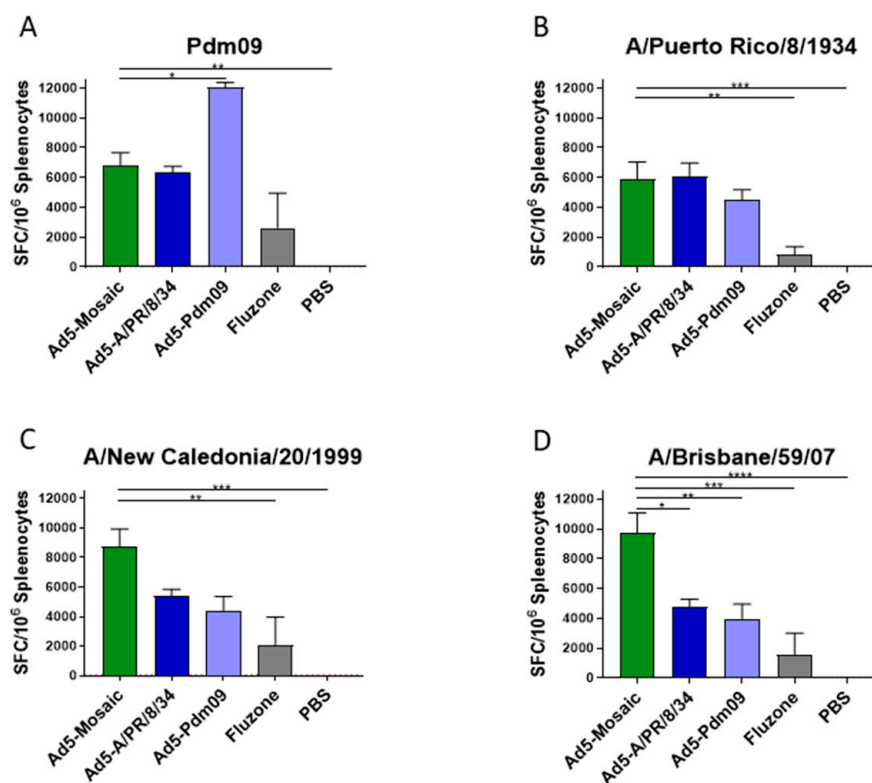 A
Pdm09
SFC/10⁶ Spleenocytes
12000
10000
8000
6000
4000
2000
0
**
*
Ad5-Mosaic
Ad5-A/PR/8/34
Ad5-Pdm09
Fluzone
PBS
B
A/Puerto Rico/8/1934
SFC/10⁶ Spleenocytes
12000
10000
8000
6000
4000
2000
0
***
**
Ad5-Mosaic
Ad5-A/PR/8/34
Ad5-Pdm09
Fluzone
PBS
C
A/New Caledonia/20/1999
SFC/10⁶ Spleenocytes
12000
10000
8000
6000
4000
2000
0
***
**
Ad5-Mosaic
Ad5-A/PR/8/34
Ad5-Pdm09
Fluzone
PBS
D
A/Brisbane/59/07
SFC/10⁶ Spleenocytes
12000
10000
8000
6000
4000
2000
0
****
***
**
*
Ad5-Mosaic
Ad5-A/PR/8/34
Ad5-Pdm09
Fluzone
PBS